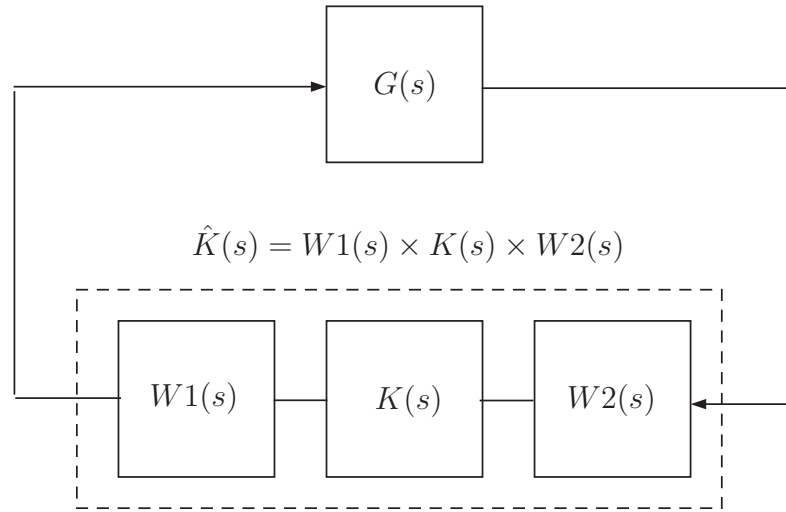 G(s)
K̂(s) = W1(s) × K(s) × W2(s)
W1(s)
K(s)
W2(s)